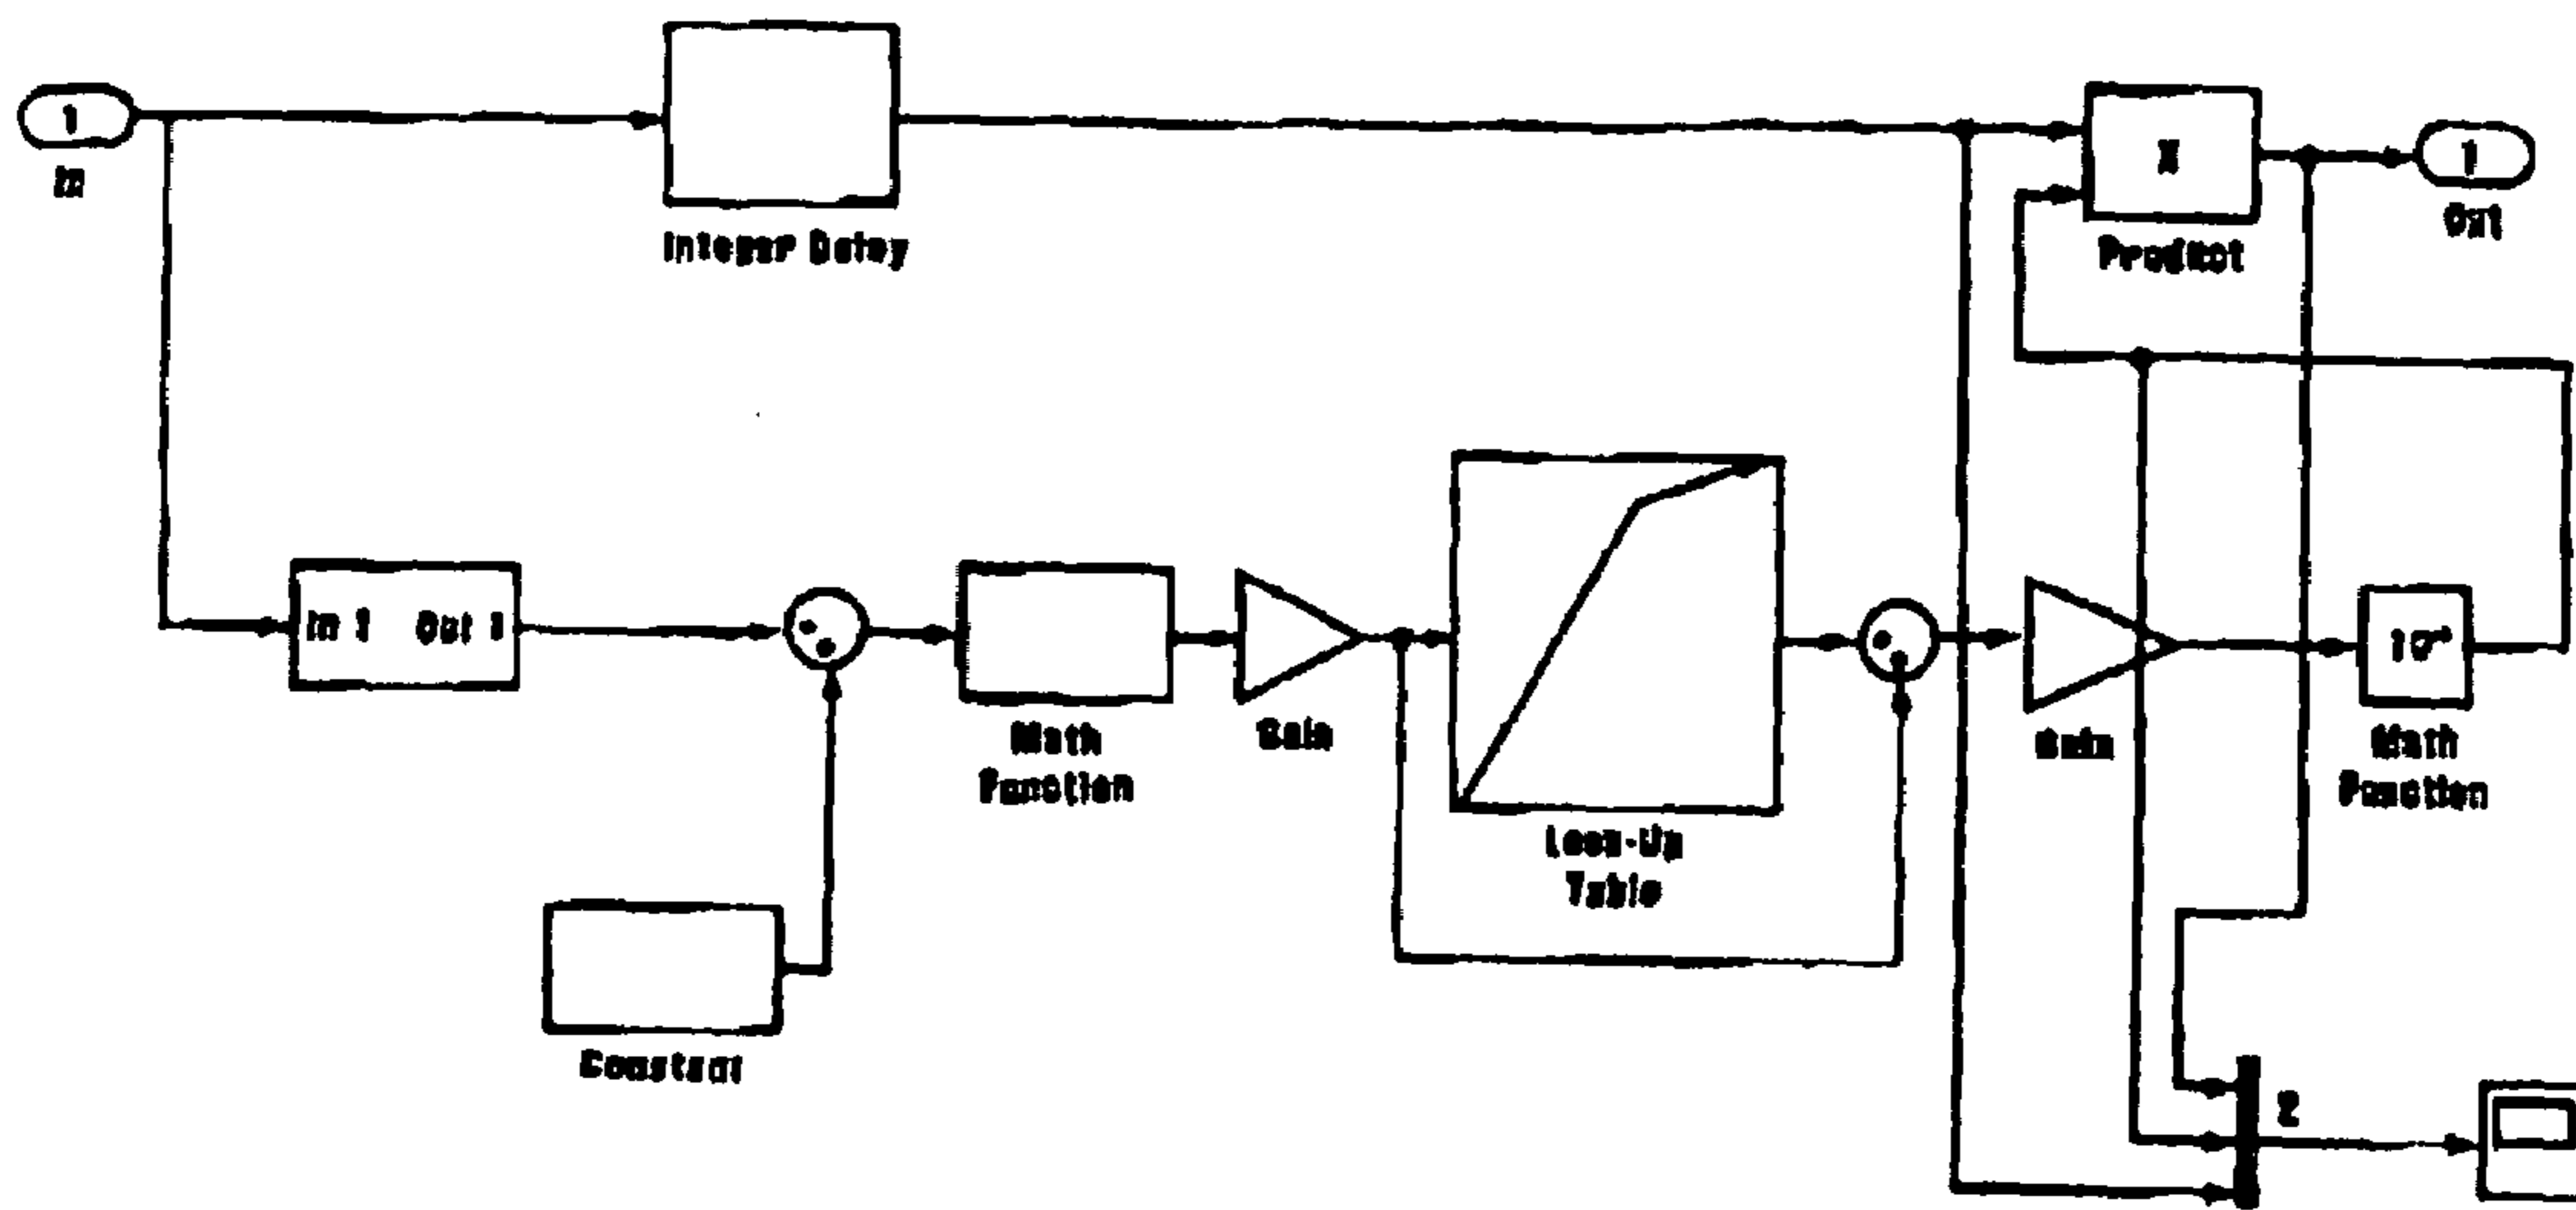 1
In
Integer Delay
X
Product
1
Out
In 1 Out 1
Math
Function
Gain
Look-Up
Table
Gain
10
Math
Function
Constant
2